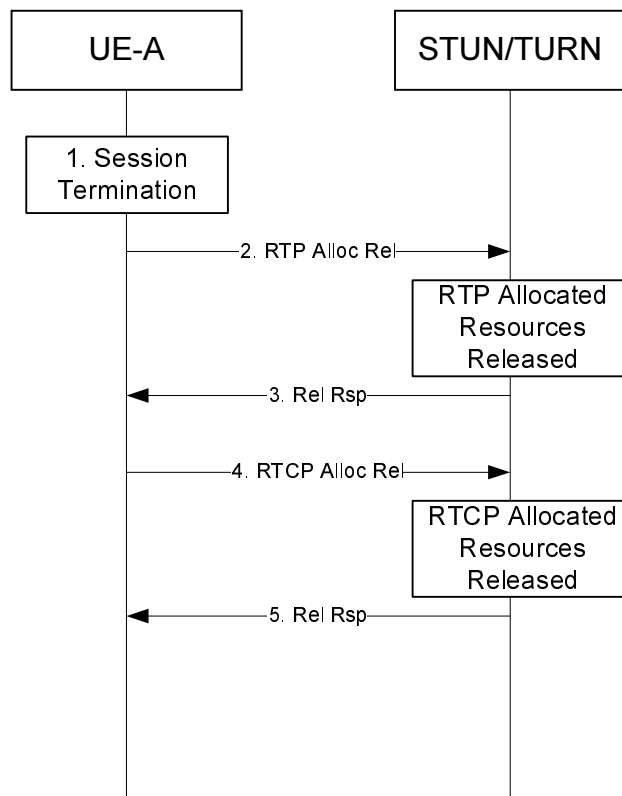 UE-A
STUN/TURN
1. Session
Termination
2. RTP Alloc Rel
RTP Allocated
Resources
Released
3. Rel Rsp
4. RTCP Alloc Rel
RTCP Allocated
Resources
Released
5. Rel Rsp